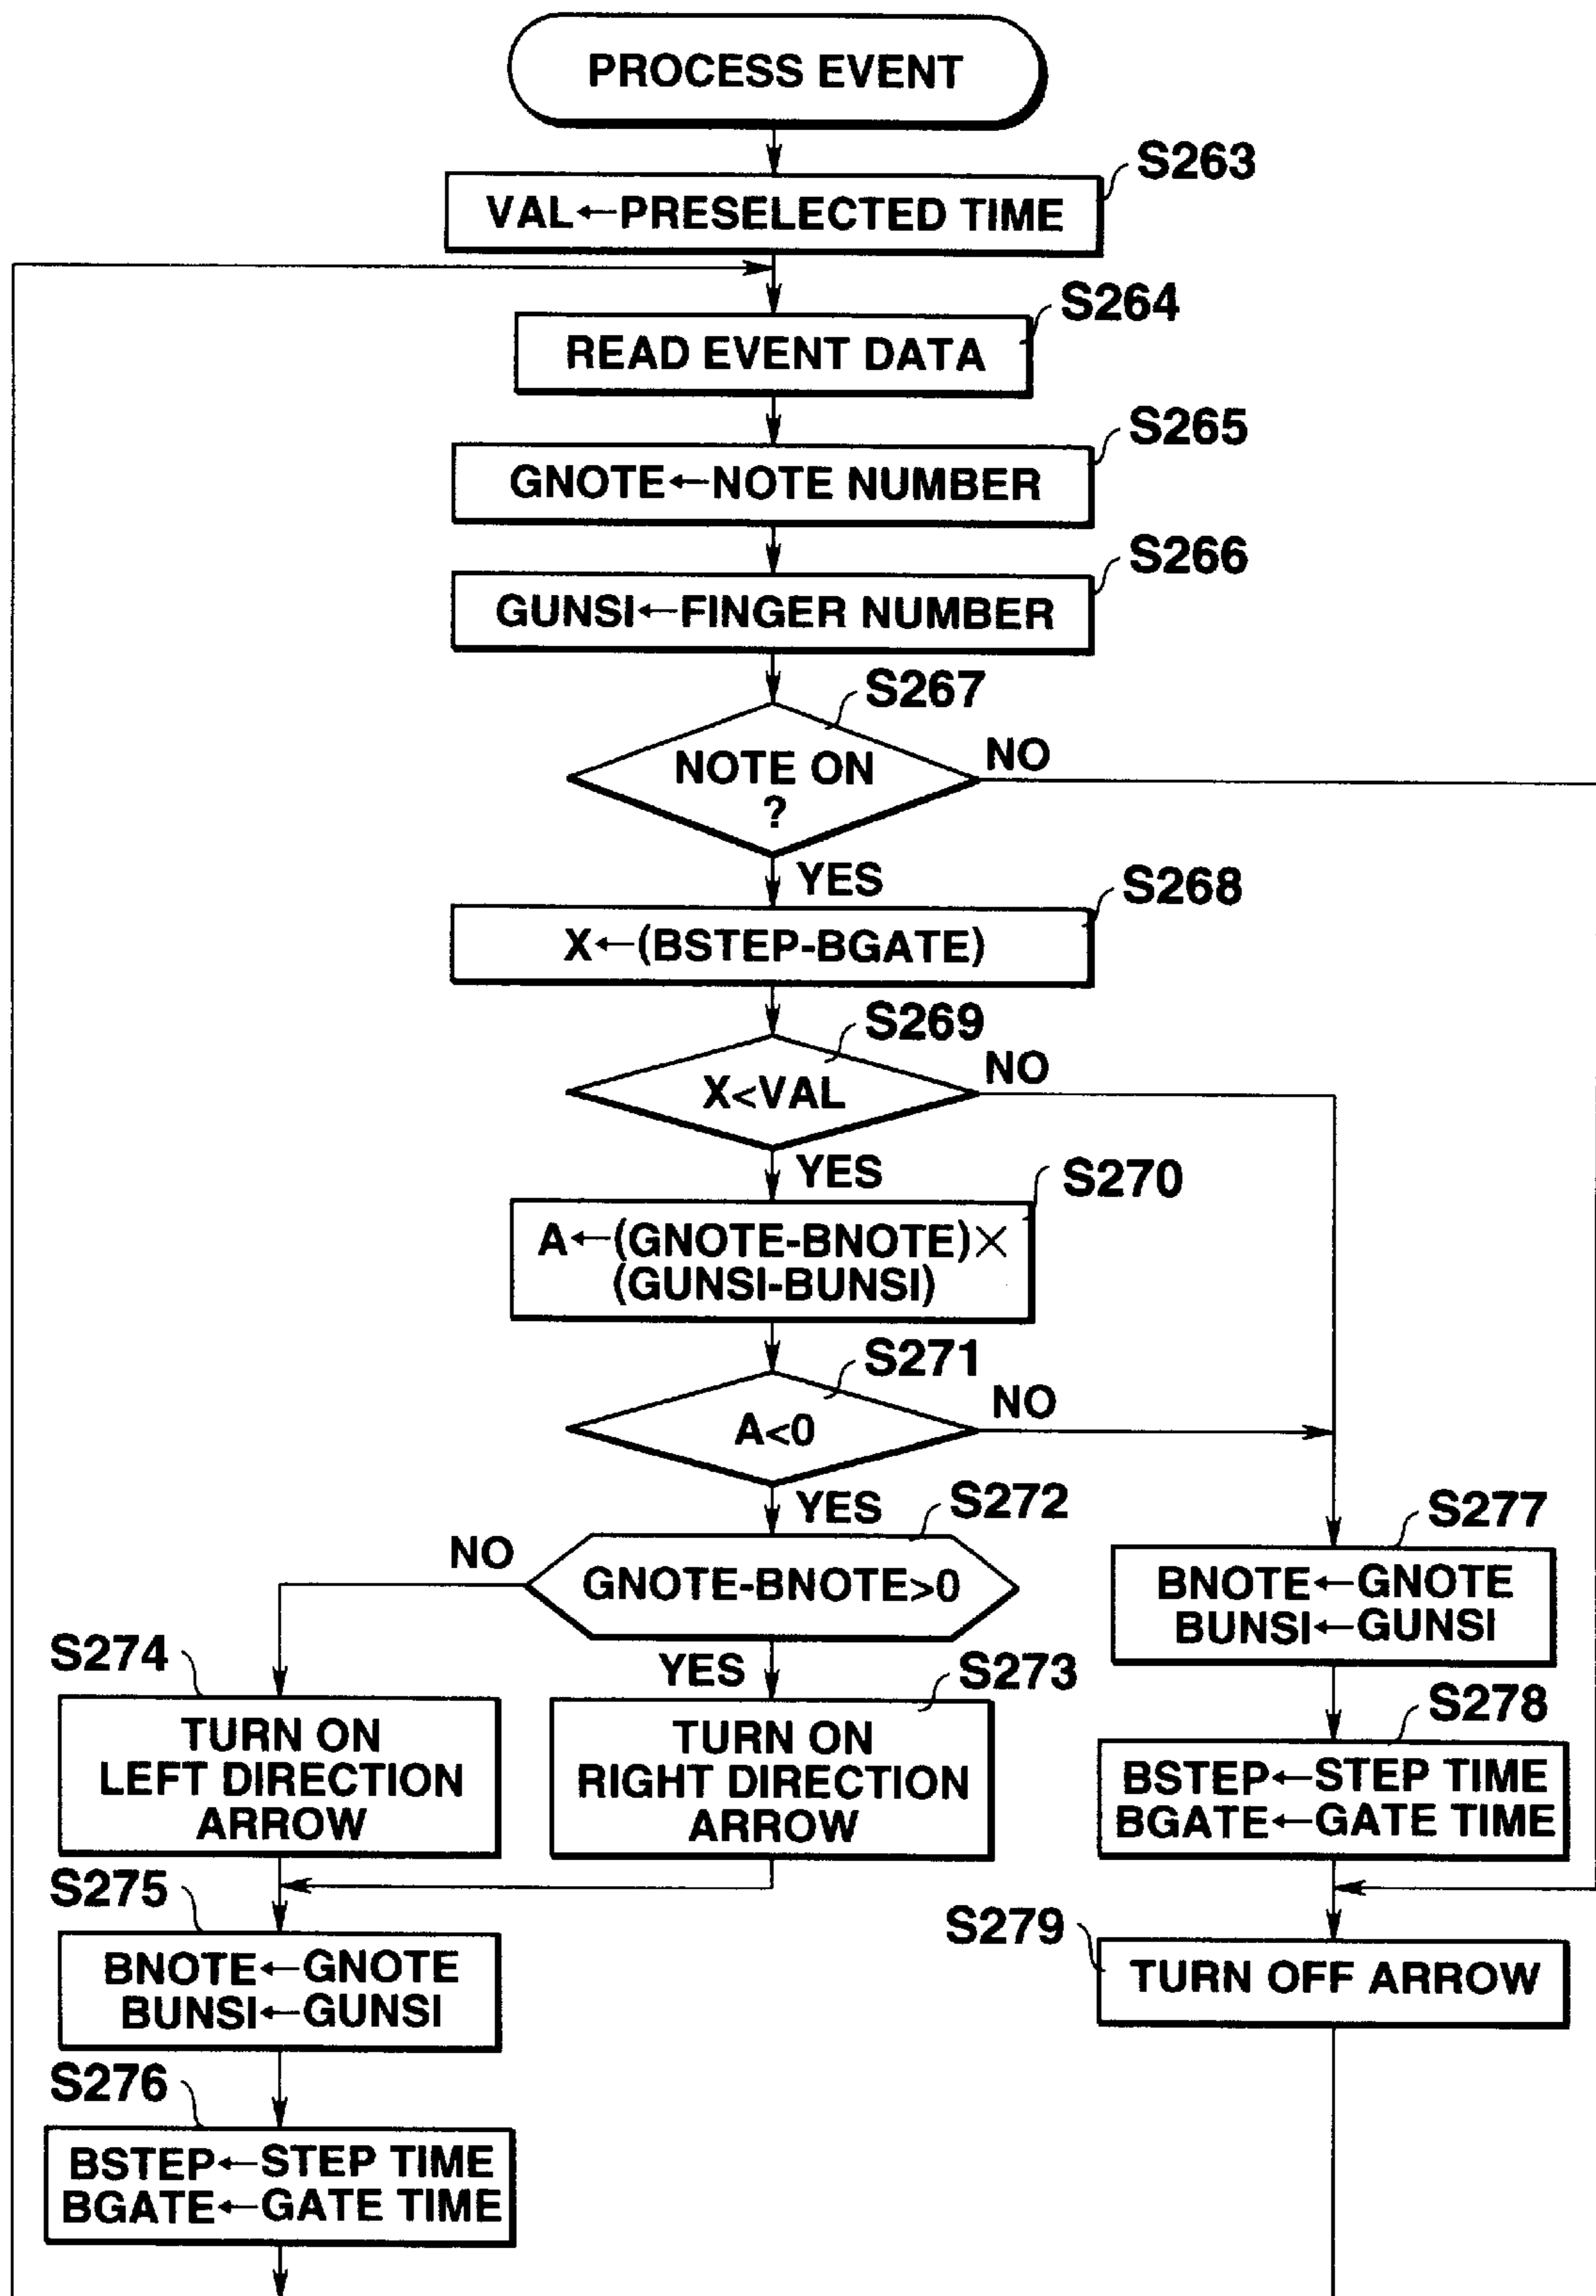 PROCESS EVENT
S263
VAL←PRESELECTED TIME
S264
READ EVENT DATA
S265
GNOTE←NOTE NUMBER
S266
GUNSI←FINGER NUMBER
S267
NOTE ON
?
NO
YES
S268
X←(BSTEP-BGATE)
S269
X<VAL
NO
YES
S270
A←(GNOTE-BNOTE)×
(GUNSI-BUNSI)
S271
A<0
NO
YES
S272
GNOTE-BNOTE>0
NO
YES
S273
TURN ON
RIGHT DIRECTION
ARROW
S274
TURN ON
LEFT DIRECTION
ARROW
S275
BNOTE←GNOTE
BUNSI←GUNSI
S276
BSTEP←STEP TIME
BGATE←GATE TIME
S277
BNOTE←GNOTE
BUNSI←GUNSI
S278
BSTEP←STEP TIME
BGATE←GATE TIME
S279
TURN OFF ARROW